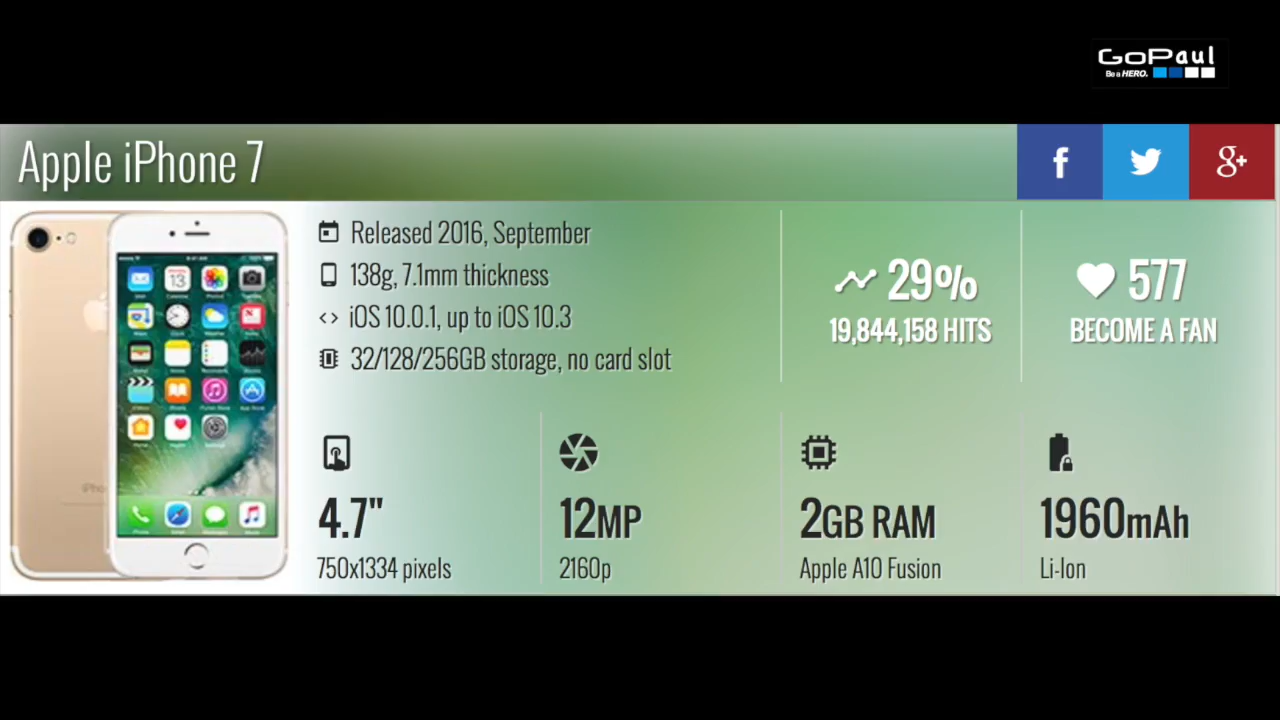 GoPaul
Be a HERO.
Apple iPhone 7
f
g+
Released 2016, September
138g, 7.1mm thickness
iOS 10.0.1, up to iOS 10.3
32/128/256GB storage, no card slot
29%
19,844,158 HITS
577
BECOME A FAN
4.7"
750x1334 pixels
12MP
2160p
2GB RAM
Apple A10 Fusion
1960mAh
Li-Ion